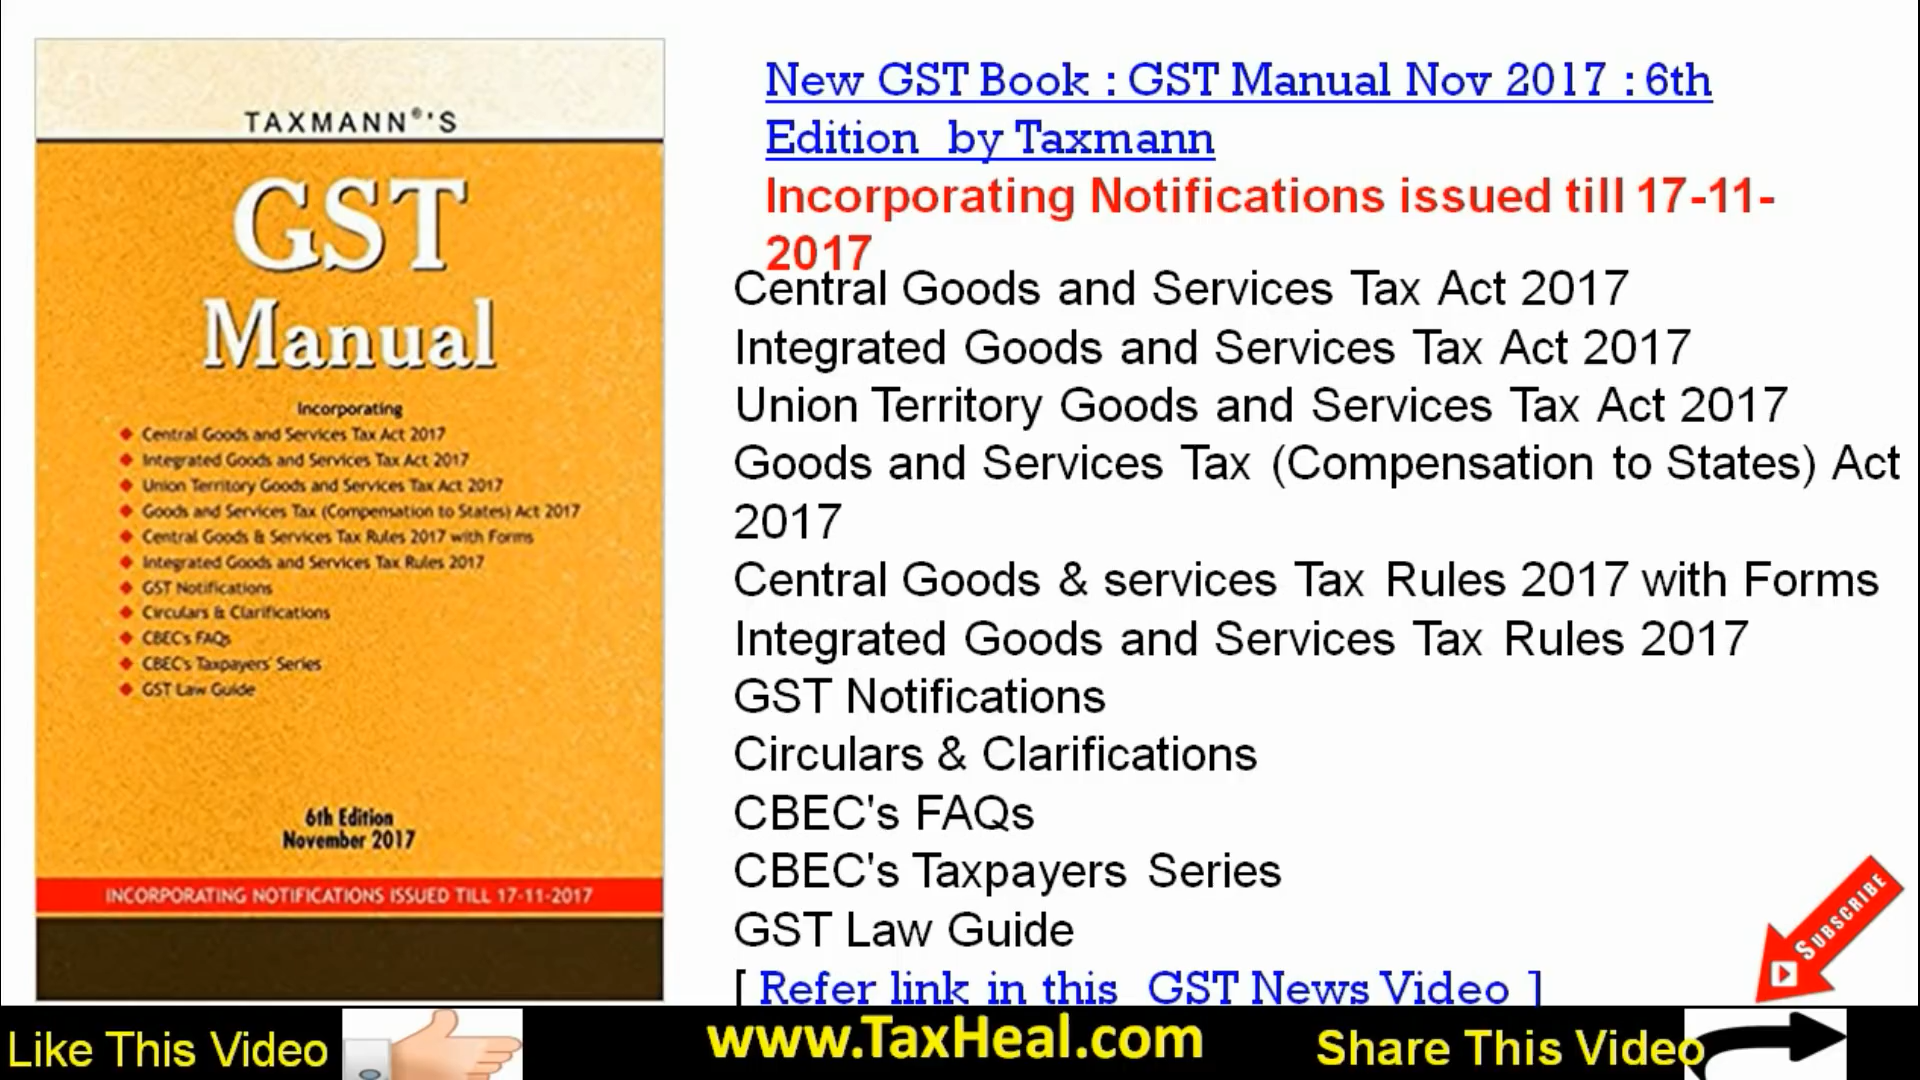 TAXMANN®'S
GST
Manual
Incorporating
Central Goods and Services Tax Act 2017
Integrated Goods and Services Tax Act 2017
Union Territory Goods and Services Tax Act 2017
Goods and Services Tax (Compensation to States) Act 2017
Central Goods & Services Tax Rules 2017 with Forms
Integrated Goods and Services Tax Rules 2017
GST Notifications
Circulars & Clarifications
CBEC's FAQs
CBEC's Taxpayers' Series
GST Law Guide
6th Edition
November 2017
INCORPORATING NOTIFICATIONS ISSUED TILL 17-11-2017
New GST Book : GST Manual Nov 2017 : 6th
Edition by Taxmann
Incorporating Notifications issued till 17-11-
2017
Central Goods and Services Tax Act 2017
Integrated Goods and Services Tax Act 2017
Union Territory Goods and Services Tax Act 2017
Goods and Services Tax (Compensation to States) Act
2017
Central Goods & services Tax Rules 2017 with Forms
Integrated Goods and Services Tax Rules 2017
GST Notifications
Circulars & Clarifications
CBEC's FAQs
CBEC's Taxpayers Series
GST Law Guide
[ Refer link in this GST News Video ]
SUBSCRIBE
Like This Video
www.TaxHeal.com
Share This Video